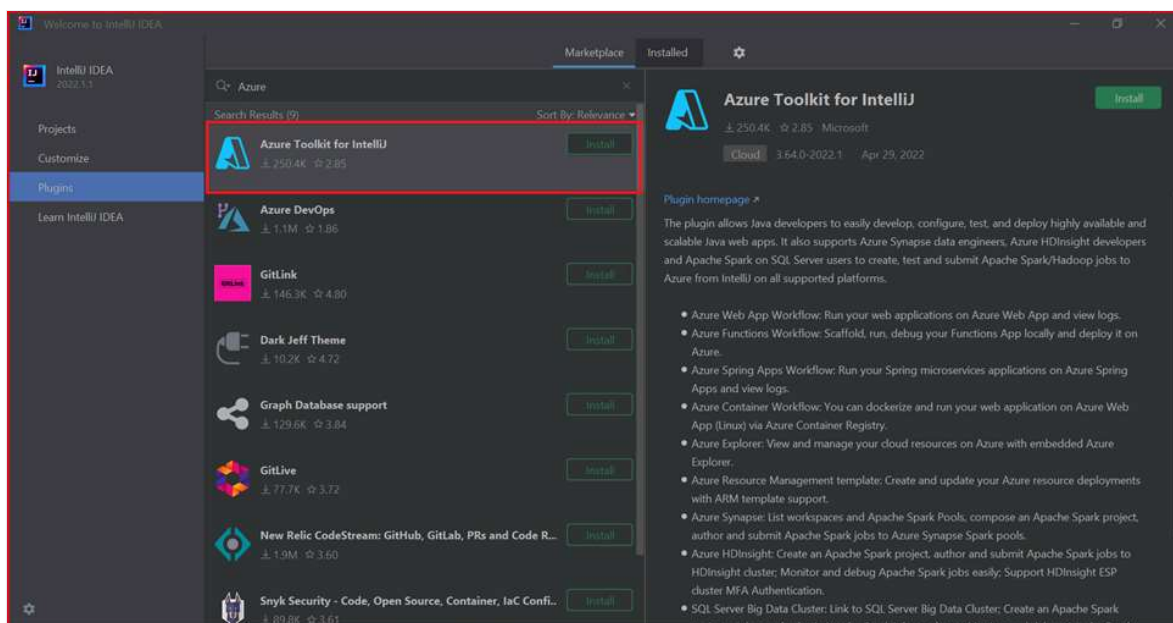 Welcome to IntelliJ IDEA
IntelliJ IDEA
2022.1.1
Projects
Customize
Plugins
Learn IntelliJ IDEA
Marketplace
Installed
Azure
Search Results (9)
Sort By: Relevance
Azure Toolkit for IntelliJ
250.4K 2.85
Install
Azure DevOps
1.1M 1.86
Install
GitLink
146.3K 4.80
Install
Dark Jeff Theme
10.2K 4.72
Install
Graph Database support
129.6K 3.84
Install
GitLive
77.7K 3.72
Install
New Relic CodeStream: GitHub, GitLab, PRs and Code R...
1.9M 3.60
Install
Snyk Security - Code, Open Source, Container, IaC Confi..
89.8K 3.61
Install
Azure Toolkit for IntelliJ
Install
250.4K 2.85 Microsoft
Cloud 3.64.0-2022.1 Apr 29, 2022
Plugin homepage
The plugin allows Java developers to easily develop, configure, test, and deploy highly available and
scalable Java web apps. It also supports Azure Synapse data engineers, Azure HDInsight developers
and Apache Spark on SQL Server users to create, test and submit Apache Spark/Hadoop jobs to
Azure from IntelliJ on all supported platforms.
Azure Web App Workflow: Run your web applications on Azure Web App and view logs.
Azure Functions Workflow: Scaffold, run, debug your Functions App locally and deploy it on
Azure.
Azure Spring Apps Workflow: Run your Spring microservices applications on Azure Spring
Apps and view logs.
Azure Container Workflow: You can dockerize and run your web application on Azure Web
App (Linux) via Azure Container Registry.
Azure Explorer: View and manage your cloud resources on Azure with embedded Azure
Explorer.
Azure Resource Management template: Create and update your Azure resource deployments
with ARM template support.
Azure Synapse: List workspaces and Apache Spark Pools, compose an Apache Spark project,
author and submit Apache Spark jobs to Azure Synapse Spark pools.
Azure HDInsight: Create an Apache Spark project, author and submit Apache Spark jobs to
HDInsight cluster; Monitor and debug Apache Spark jobs easily; Support HDInsight ESP
cluster MFA Authentication.
SQL Server Big Data Cluster: Link to SQL Server Big Data Cluster; Create an Apache Spark